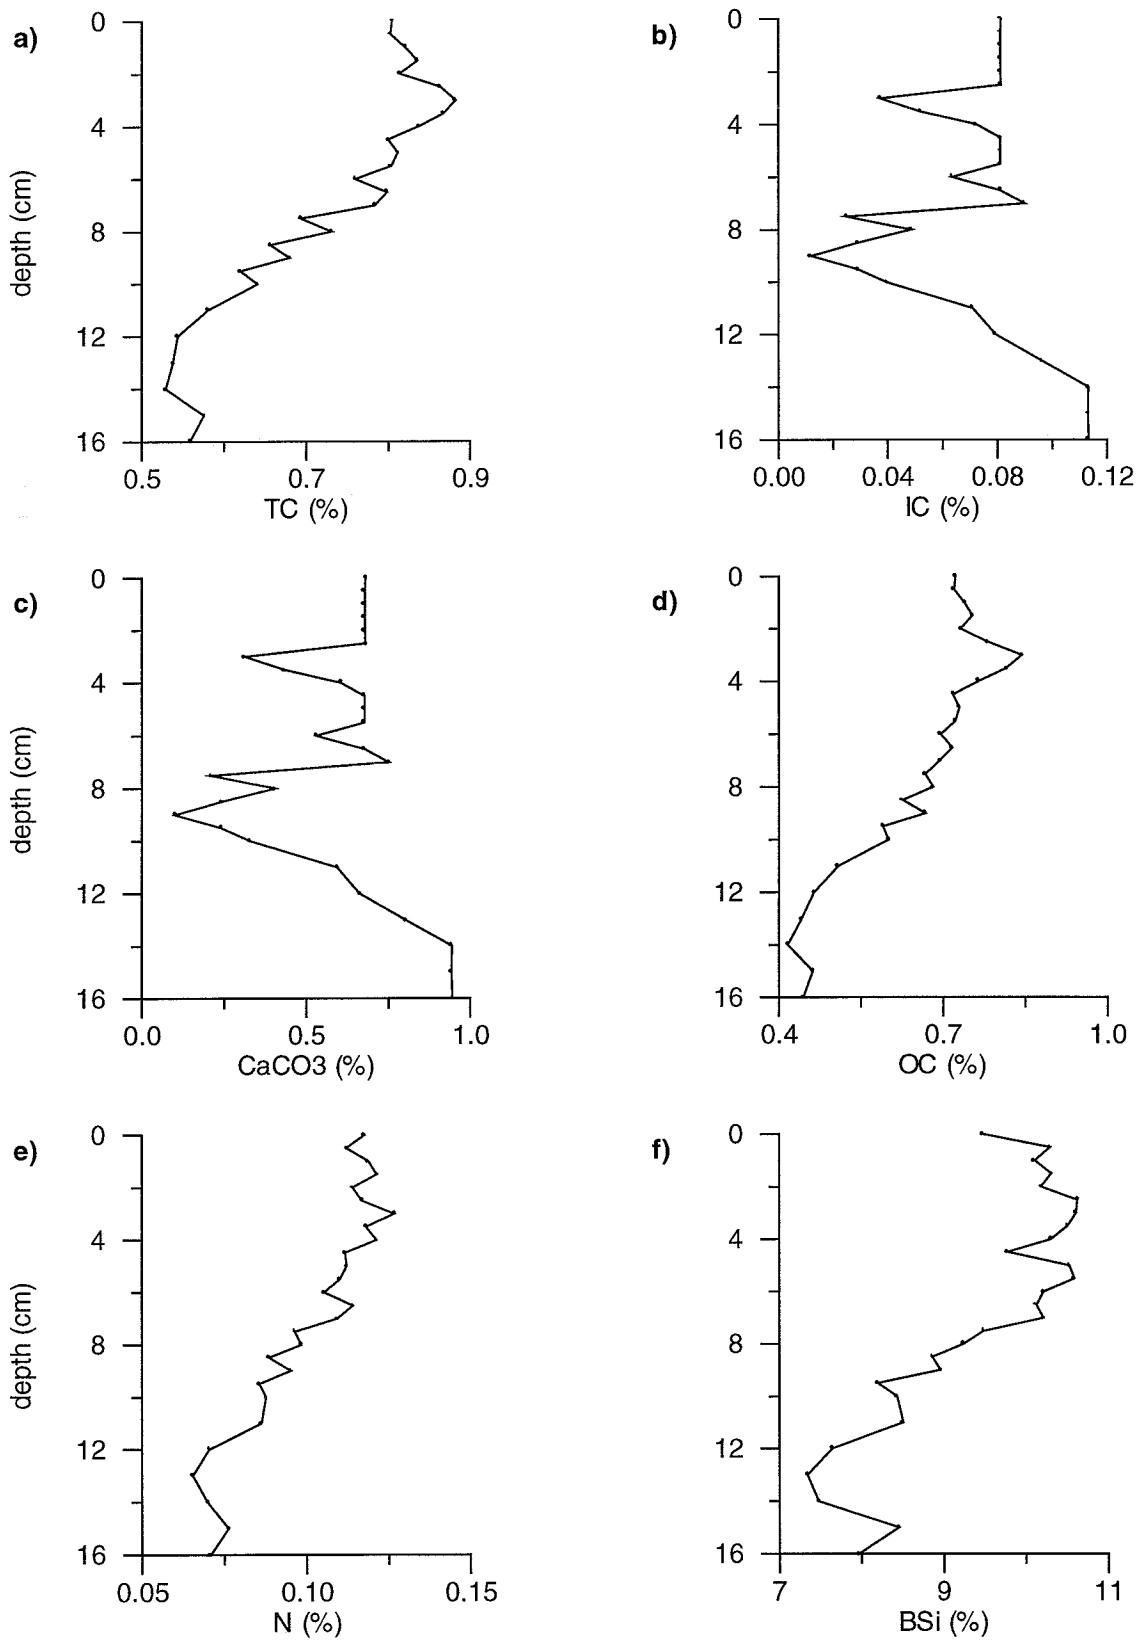 a)
0
4
8
12
16
depth (cm)
0.5 0.7 0.9
TC (%)
b)
0
4
8
12
16
0.00 0.04 0.08 0.12
IC (%)
c)
0
4
8
12
16
depth (cm)
0.0 0.5 1.0
CaCO3 (%)
d)
0
4
8
12
16
0.4 0.7 1.0
OC (%)
e)
0
4
8
12
16
depth (cm)
0.05 0.10 0.15
N (%)
f)
0
4
8
12
16
7 9 11
BSi (%)